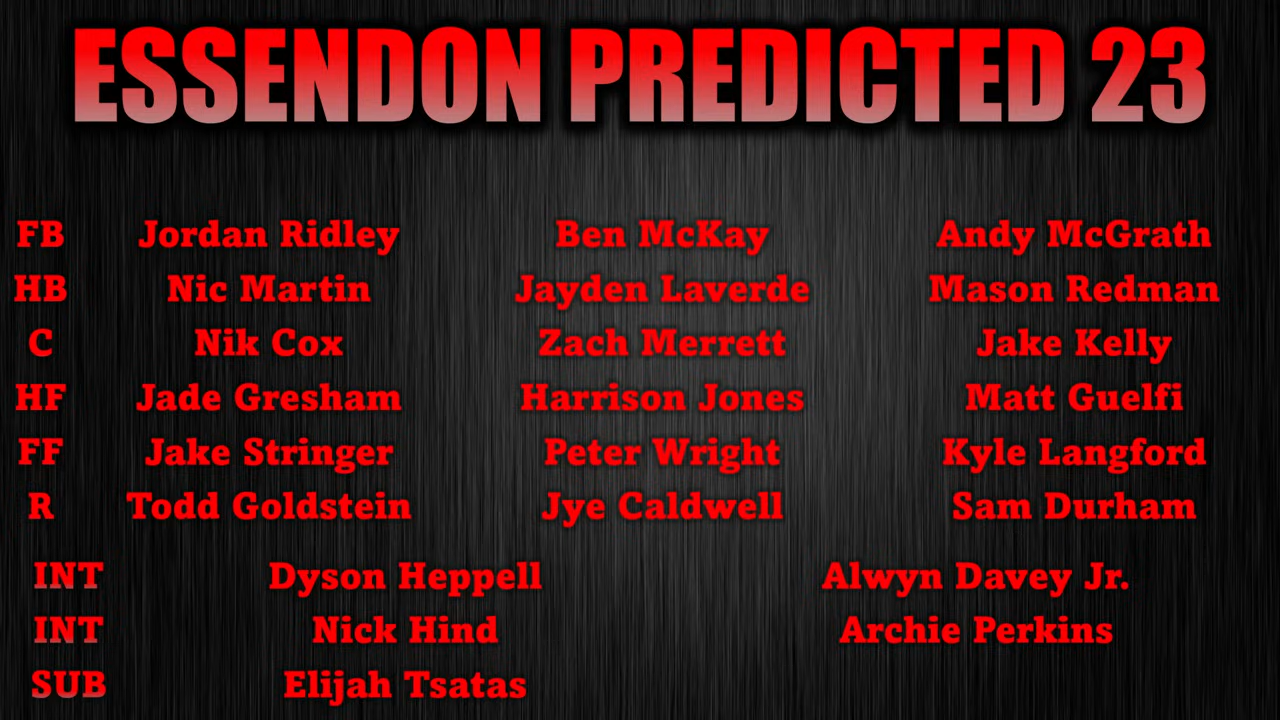 ESSENDON PREDICTED 23
FB Jordan Ridley Ben McKay Andy McGrath
HB Nic Martin Jayden Laverde Mason Redman
C Nik Cox Zach Merrett Jake Kelly
HF Jade Gresham Harrison Jones Matt Guelfi
FF Jake Stringer Peter Wright Kyle Langford
R Todd Goldstein Jye Caldwell Sam Durham
INT Dyson Heppell Alwyn Davey Jr.
INT Nick Hind Archie Perkins
SUB Elijah Tsatas